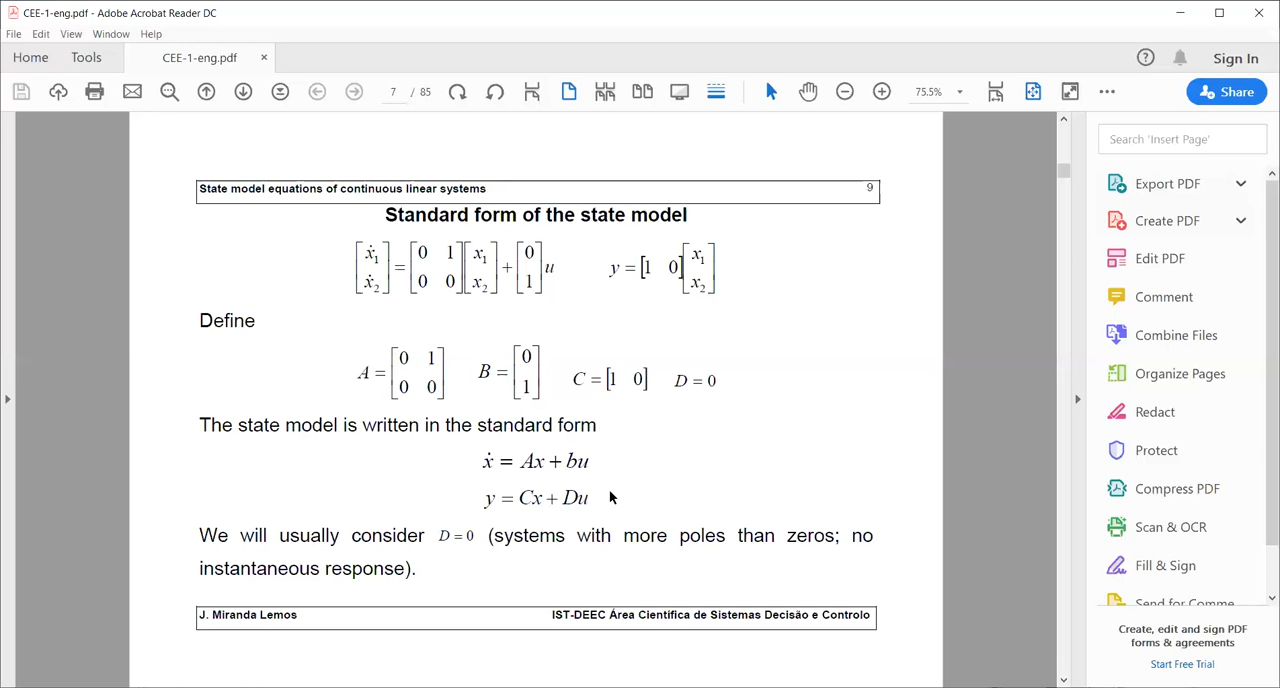 CEE-1-eng.pdf - Adobe Acrobat Reader DC
File Edit View Window Help
Home Tools CEE-1-eng.pdf × Sign In
7 / 85 75.5% Share
Search 'Insert Page'
Export PDF
Create PDF
Edit PDF
Comment
Combine Files
Organize Pages
Redact
Protect
Compress PDF
Scan & OCR
Fill & Sign
Send for Comme
Create, edit and sign PDF
forms & agreements
Start Free Trial
State model equations of continuous linear systems 9
Standard form of the state model
[ẋ₁; ẋ₂] = [0 1; 0 0][x₁; x₂] + [0; 1]u y = [1 0][x₁; x₂]
Define
A = [0 1; 0 0] B = [0; 1] C = [1 0] D = 0
The state model is written in the standard form
ẋ = Ax + bu
y = Cx + Du
We will usually consider D = 0 (systems with more poles than zeros; no
instantaneous response).
J. Miranda Lemos IST-DEEC Área Científica de Sistemas Decisão e Controlo